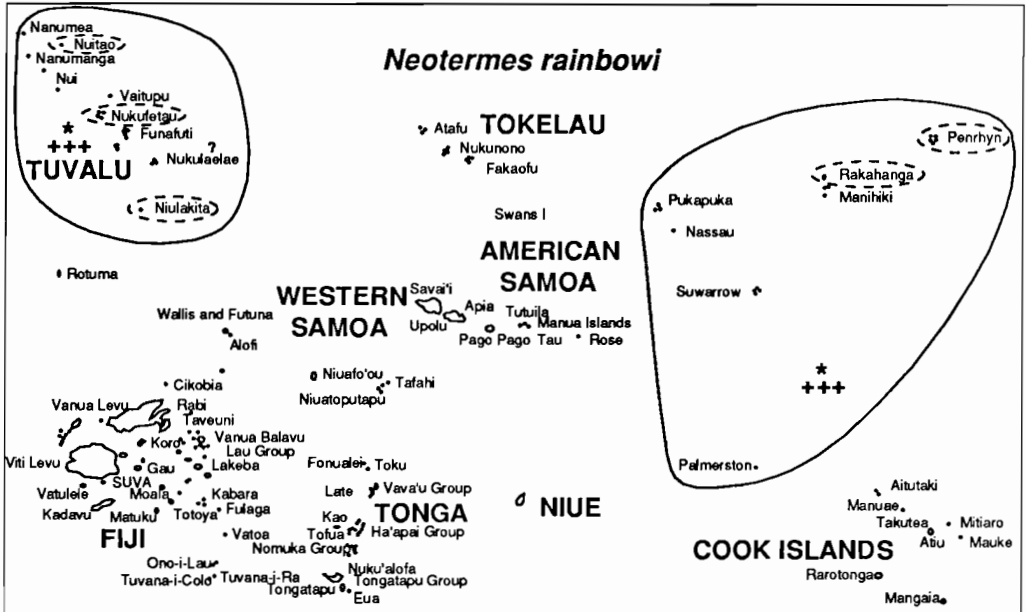 Neotermes rainbowi
Nanumea
Nuitao
Nanumanga
Nui
Vaitupu
Nukufetau
*
Funafuti
?
+++
Nukulaelae
TUVALU
Niulakita
Rotuma
Atafu
TOKELAU
Nukunono
Fakaofu
Swans I
AMERICAN
SAMOA
WESTERN
SAMOA
Savai'i
Apia
Upolu
Tutuila
Manua Islands
Pago Pago Tau
Rose
Wallis and Futuna
Alofi
Niuafo'ou
Tafahi
Niuatoputapu
Cikobia
Vanua Levu
Rabi
Taveuni
Koro
Vanua Balavu
Lau Group
Viti Levu
Gau
Lakeba
SUVA
Vatulele
Moala
Kabara
Kadavu
Matuku
Totoya
Fulaga
FIJI
Vatoa
Ono-i-Lau
Tuvana-i-Colo
Tuvana-i-Ra
Fonualei
Toku
Late
Vava'u Group
Kao
TONGA
Tofua
Ha'apai Group
Nomuka Group
Nuku'alofa
Tongatapu Group
Tongatapu
Eua
NIUE
Penrhyn
Rakahanga
Manihiki
Pukapuka
Nassau
Suwarrow
*
+++
Palmerston
Aitutaki
Manuae
Takutea
Mitiaro
Atiu
Mauke
COOK ISLANDS
Rarotonga
Mangaia